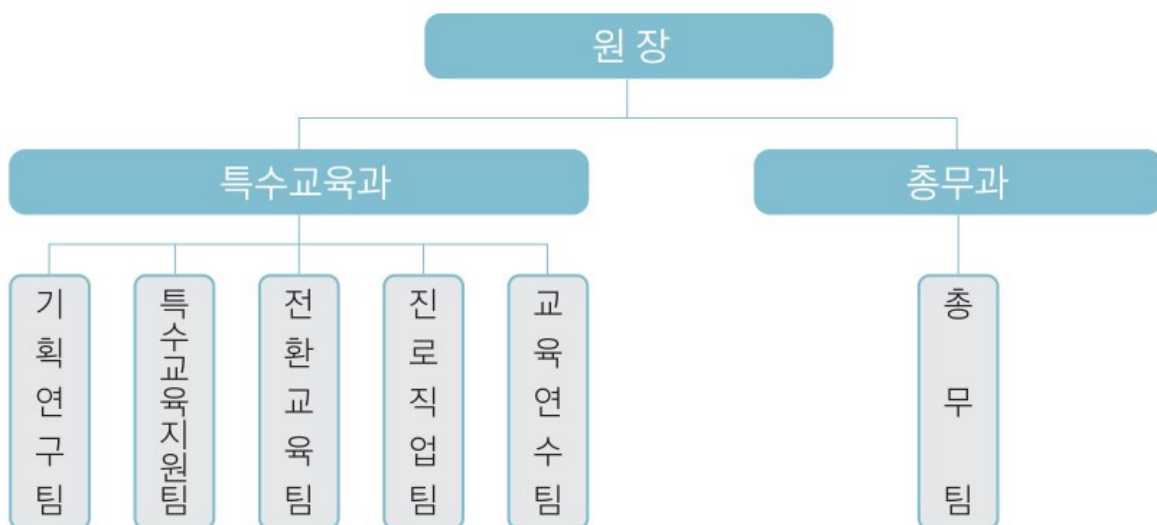 원 장
특수교육과
총무과
기획연구팀
특수교육지원팀
전환교육팀
진로직업팀
교육연수팀
총무팀